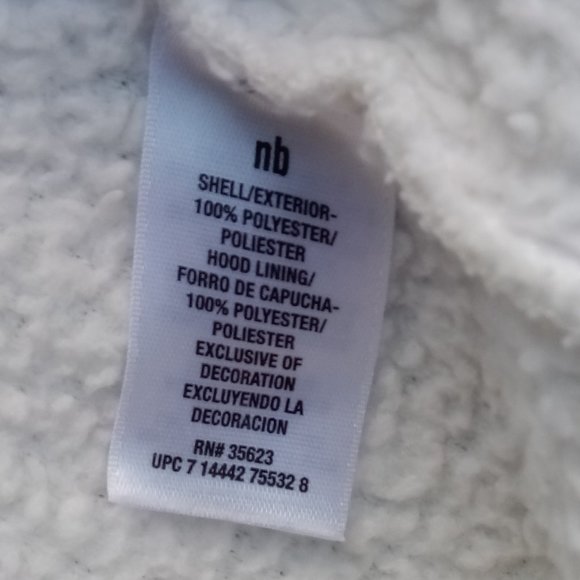 nb
SHELL/EXTERIOR-
100% POLYESTER/
POLIESTER
HOOD LINING/
FORRO DE CAPUCHA-
100% POLYESTER/
POLIESTER
EXCLUSIVE OF
DECORATION
EXCLUYENDO LA
DECORACION
RN# 35623
UPC 7 14442 75532 8